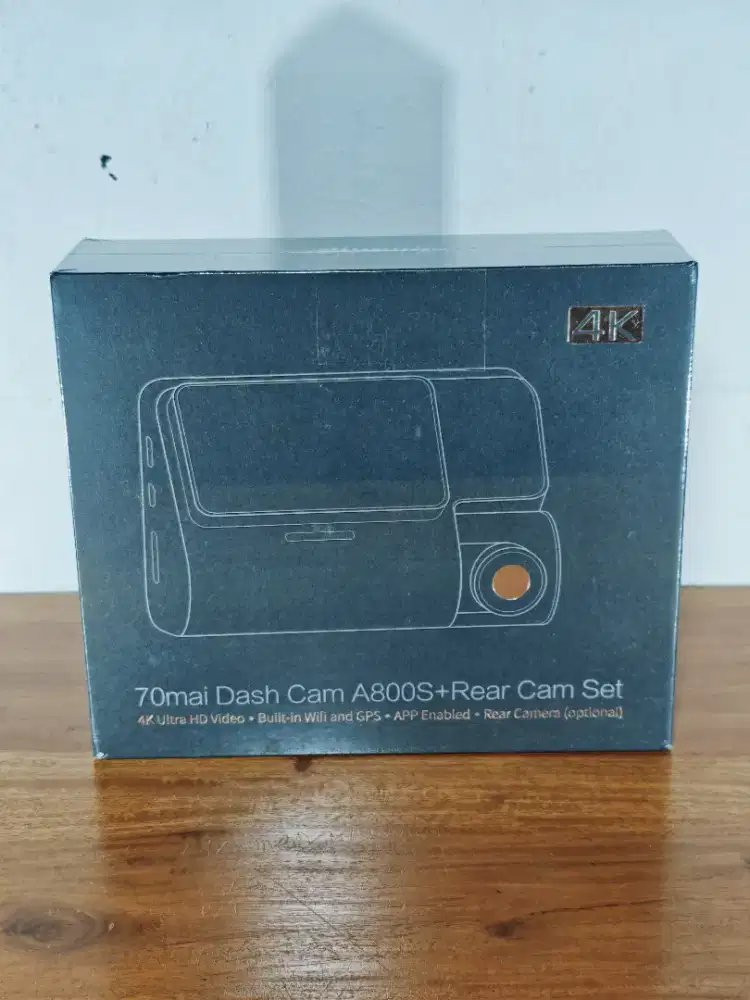 4K
70mai Dash Cam A800S+Rear Cam Set
4K Ultra HD Video • Built-in Wifi and GPS • APP Enabled • Rear Camera (optional)